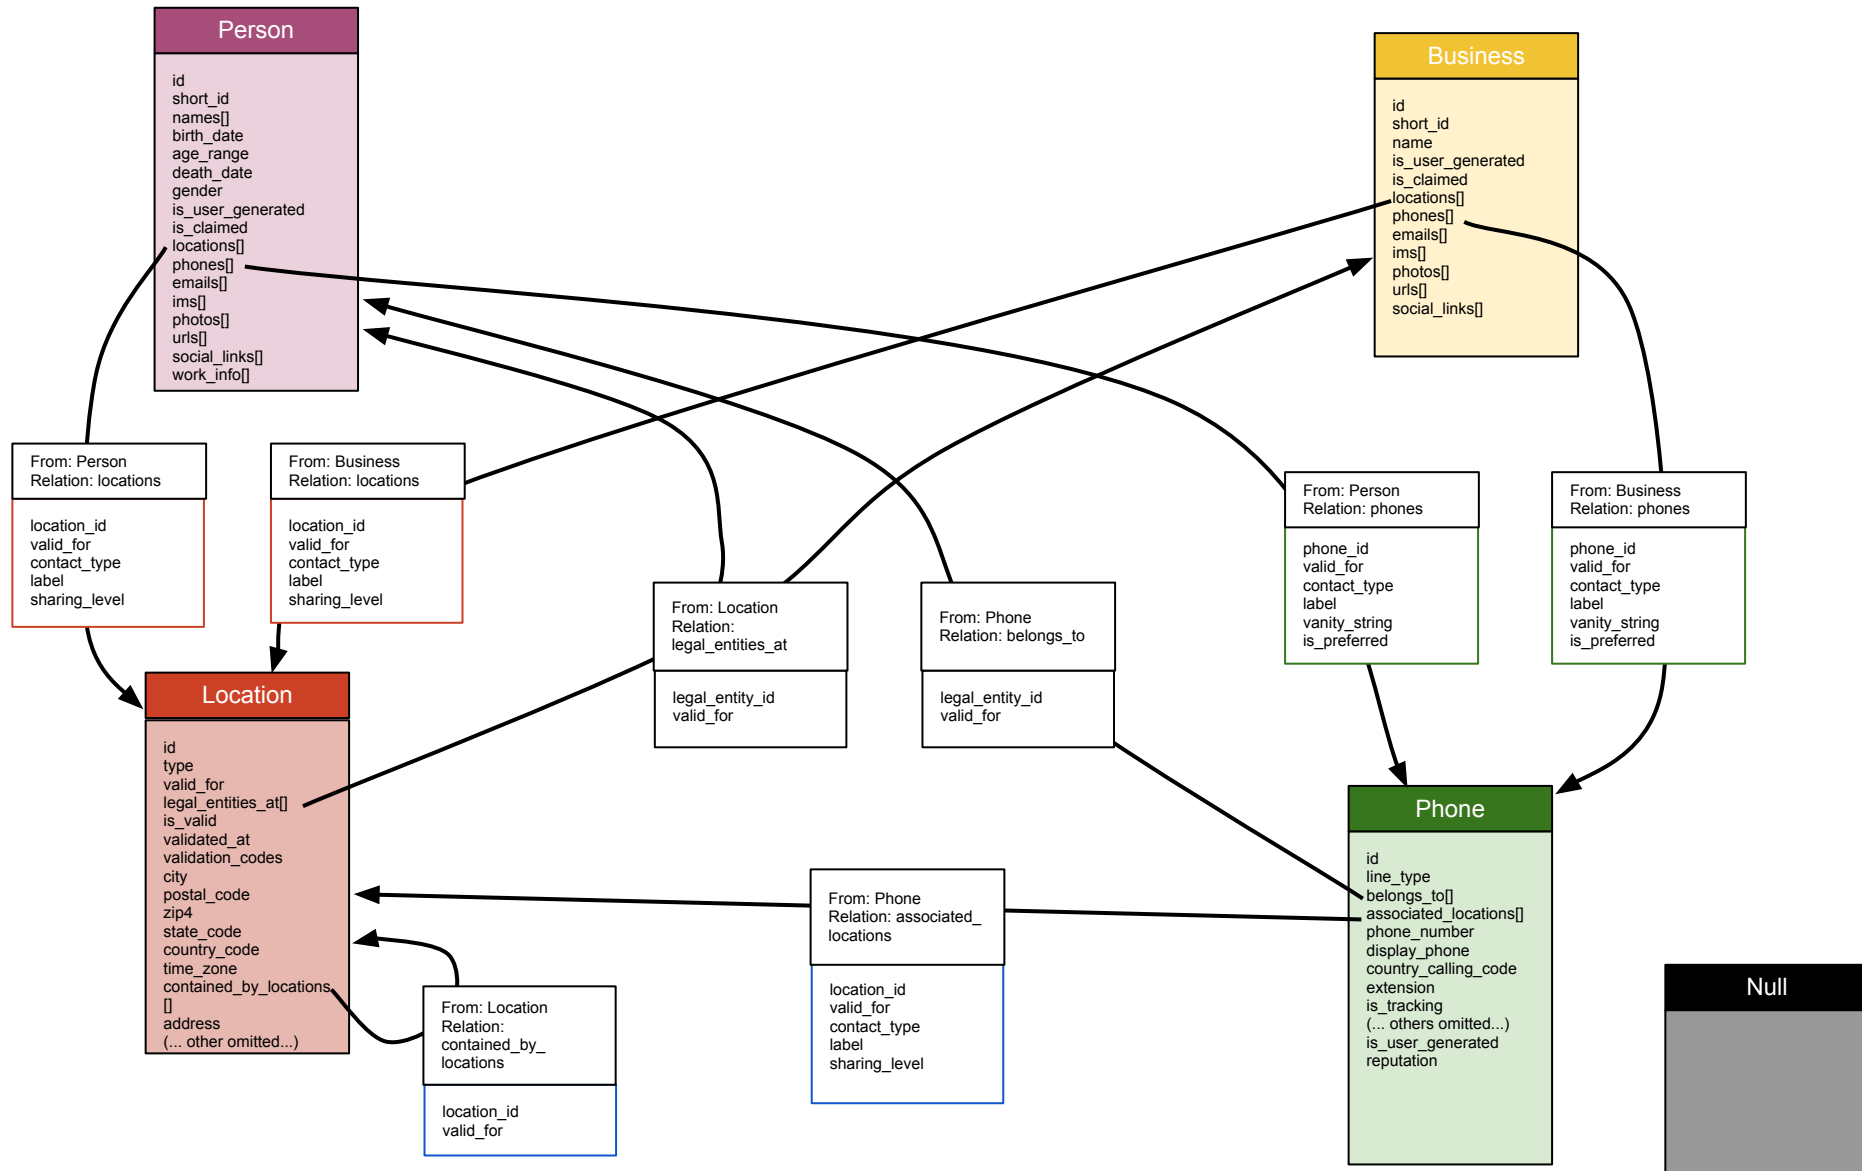 Person
id
short_id
names[]
birth_date
age_range
death_date
gender
is_user_generated
is_claimed
locations[]
phones[]
emails[]
ims[]
photos[]
urls[]
social_links[]
work_info[]
Business
id
short_id
name
is_user_generated
is_claimed
locations[]
phones[]
emails[]
ims[]
photos[]
urls[]
social_links[]
From: Person
Relation: locations
location_id
valid_for
contact_type
label
sharing_level
From: Business
Relation: locations
location_id
valid_for
contact_type
label
sharing_level
From: Location
Relation:
legal_entities_at
legal_entity_id
valid_for
From: Phone
Relation: belongs_to
legal_entity_id
valid_for
From: Person
Relation: phones
phone_id
valid_for
contact_type
label
vanity_string
is_preferred
From: Business
Relation: phones
phone_id
valid_for
contact_type
label
vanity_string
is_preferred
Location
id
type
valid_for
legal_entities_at[]
is_valid
validated_at
validation_codes
city
postal_code
zip4
state_code
country_code
time_zone
contained_by_locations
[]
address
(... other omitted...)
From: Location
Relation:
contained_by_
locations
location_id
valid_for
From: Phone
Relation: associated_
locations
location_id
valid_for
contact_type
label
sharing_level
Phone
id
line_type
belongs_to[]
associated_locations[]
phone_number
display_phone
country_calling_code
extension
is_tracking
(... others omitted...)
is_user_generated
reputation
Null